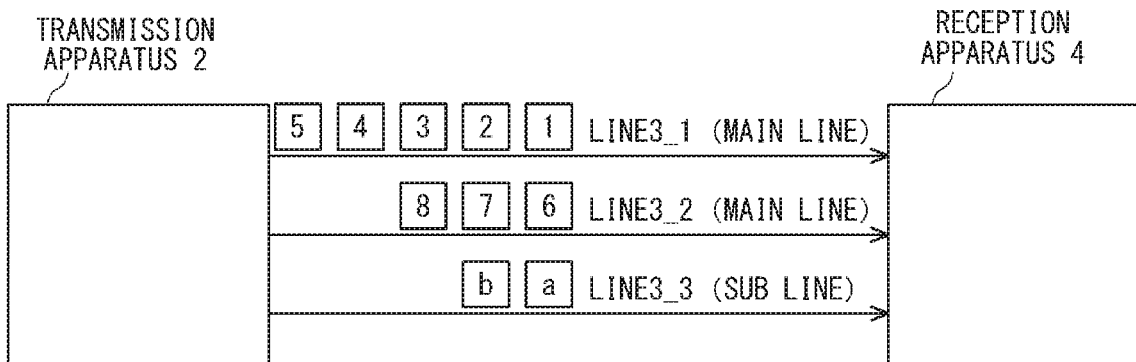 TRANSMISSION
APPARATUS 2
RECEPTION
APPARATUS 4
5 4 3 2 1 LINE3_1 (MAIN LINE)
8 7 6 LINE3_2 (MAIN LINE)
b a LINE3_3 (SUB LINE)